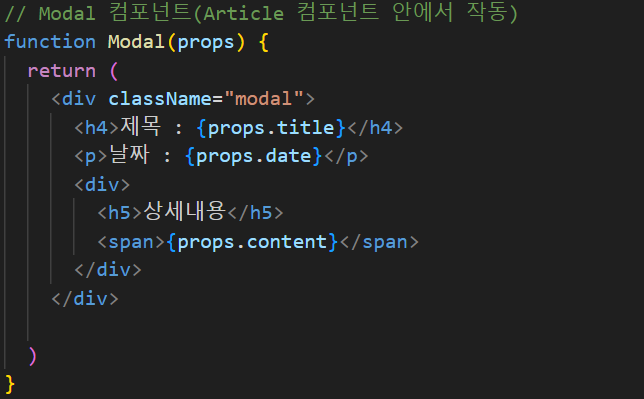 // Modal 컴포넌트(Article 컴포넌트 안에서 작동)
function Modal(props) {
  return (
    <div className="modal">
      <h4>제목 : {props.title}</h4>
      <p>날짜 : {props.date}</p>
      <div>
        <h5>상세내용</h5>
        <span>{props.content}</span>
      </div>
    </div>
  )
}